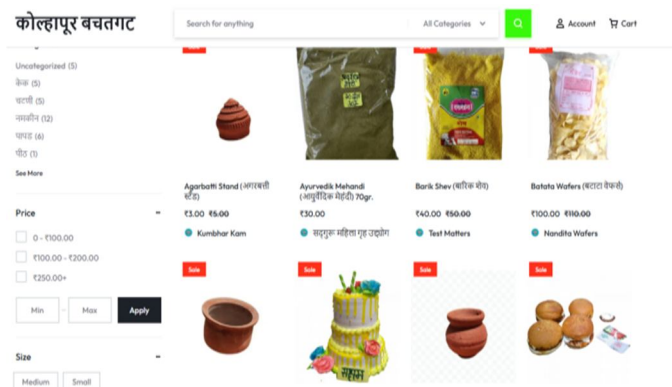 कोल्हापूर बचतगट
Search for anything
All Categories
Account
Cart
Uncategorized (5)
केक (5)
चटणी (5)
नमकीन (12)
पापड (6)
पीठ (1)
See More
Price
0 - ₹100.00
₹100.00 - ₹200.00
₹250.00+
Min
Max
Apply
Size
Medium
Small
Agarbatti Stand (अगरबत्ती
स्टॅंड)
₹3.00 ₹5.00
Kumbhar Kam
Ayurvedik Mehandi
(आयुर्वेदिक मेहंदी) 70gr.
₹30.00
सद्गुरू महिला गृह उद्योग
Barik Shev (बारिक शेव)
₹40.00 ₹50.00
Test Matters
Batata Wafers (बटाटा वेफर्स)
₹100.00 ₹110.00
Nandita Wafers
Sale
Sale
Sale
Sale